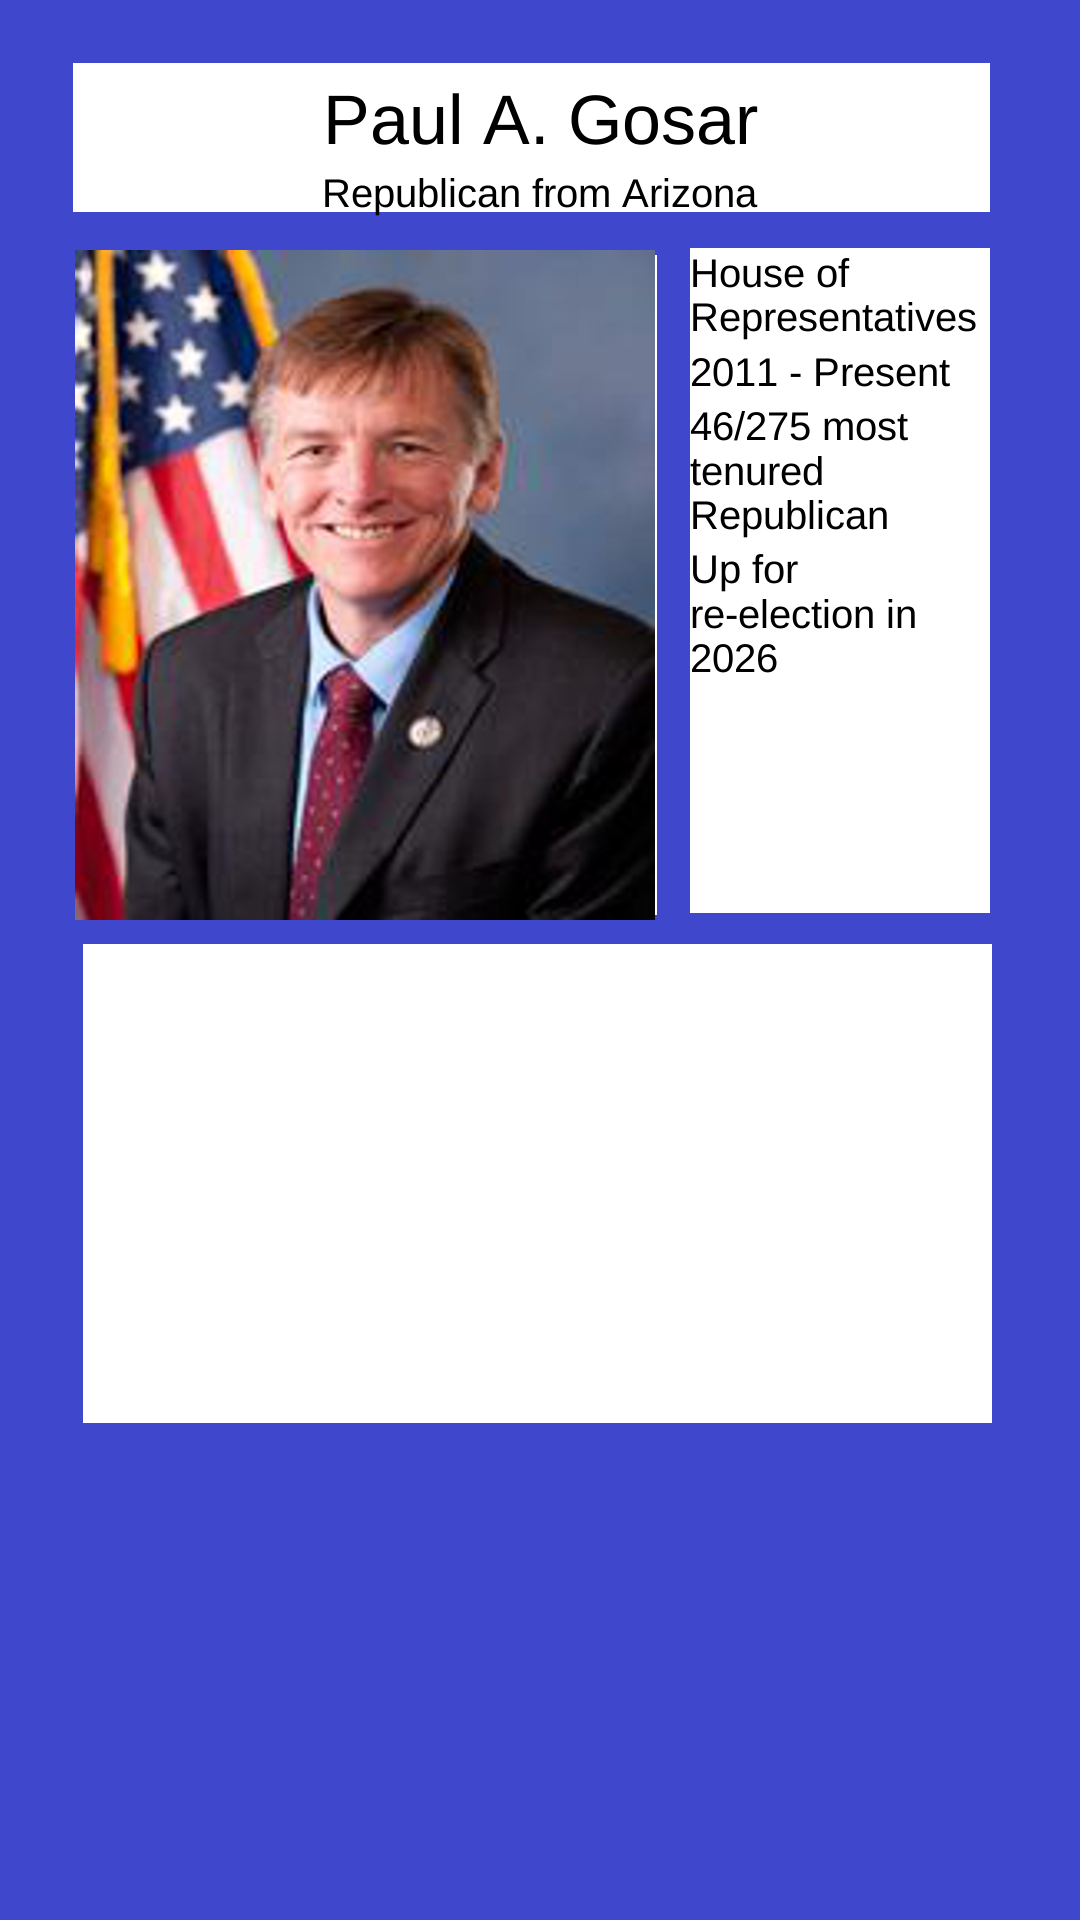 Paul A. Gosar
Republican from Arizona
House of
Representatives
2011 - Present
46/275 most
tenured
Republican
Up for
re-election in
2026